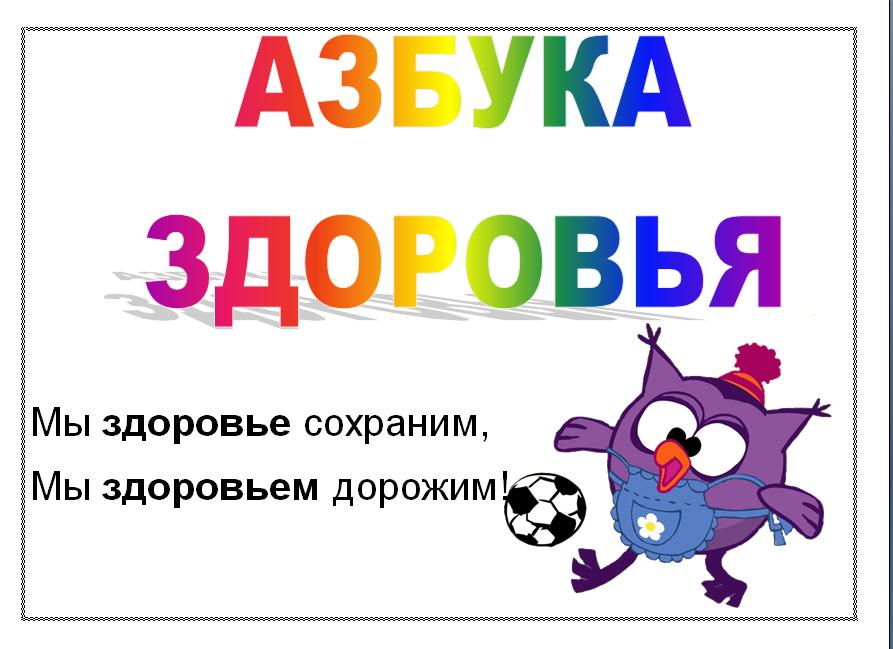 АЗБУКА
ЗДОРОВЬЯ
Мы здоровье сохраним,
Мы здоровьем дорожим!